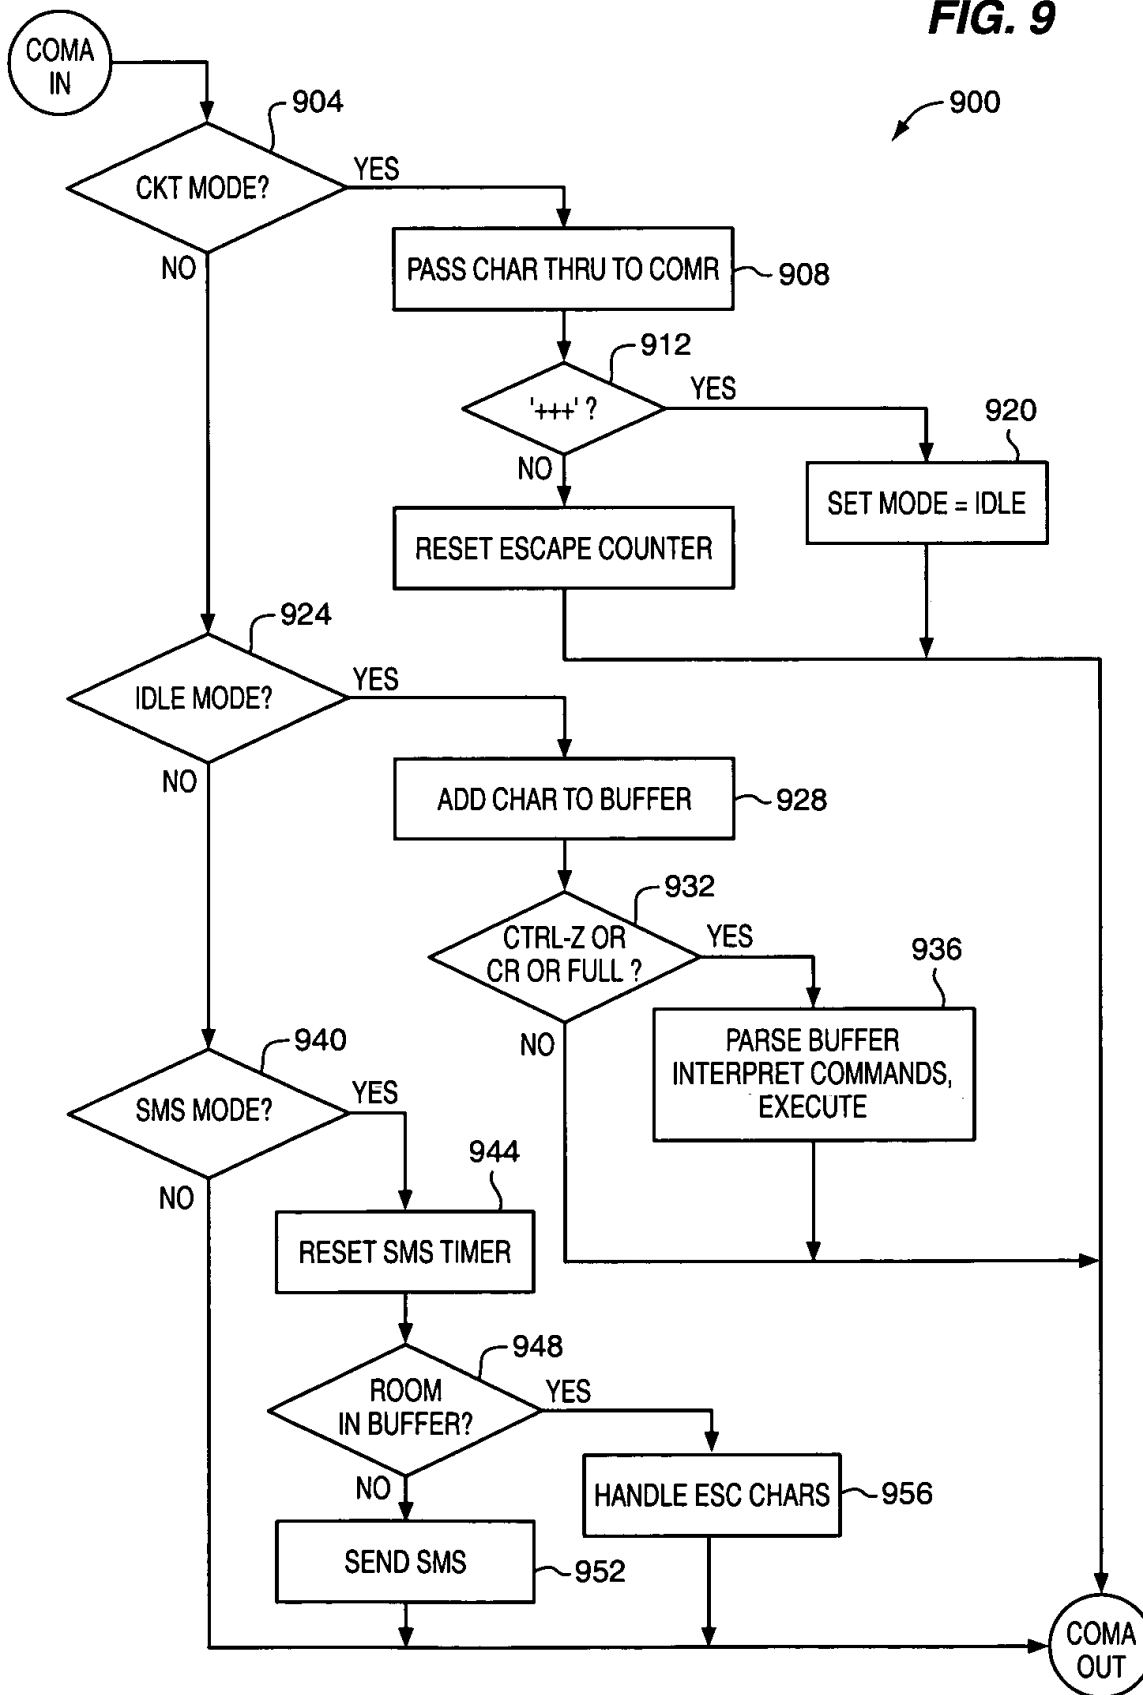 FIG. 9
COMA
IN
904
900
CKT MODE?
YES
NO
PASS CHAR THRU TO COMR
908
912
'+++' ?
YES
NO
920
SET MODE = IDLE
RESET ESCAPE COUNTER
924
IDLE MODE?
YES
NO
ADD CHAR TO BUFFER
928
932
CTRL-Z OR
CR OR FULL ?
YES
NO
936
PARSE BUFFER
INTERPRET COMMANDS,
EXECUTE
940
SMS MODE?
YES
NO
944
RESET SMS TIMER
948
ROOM
IN BUFFER?
YES
NO
HANDLE ESC CHARS
956
SEND SMS
952
COMA
OUT